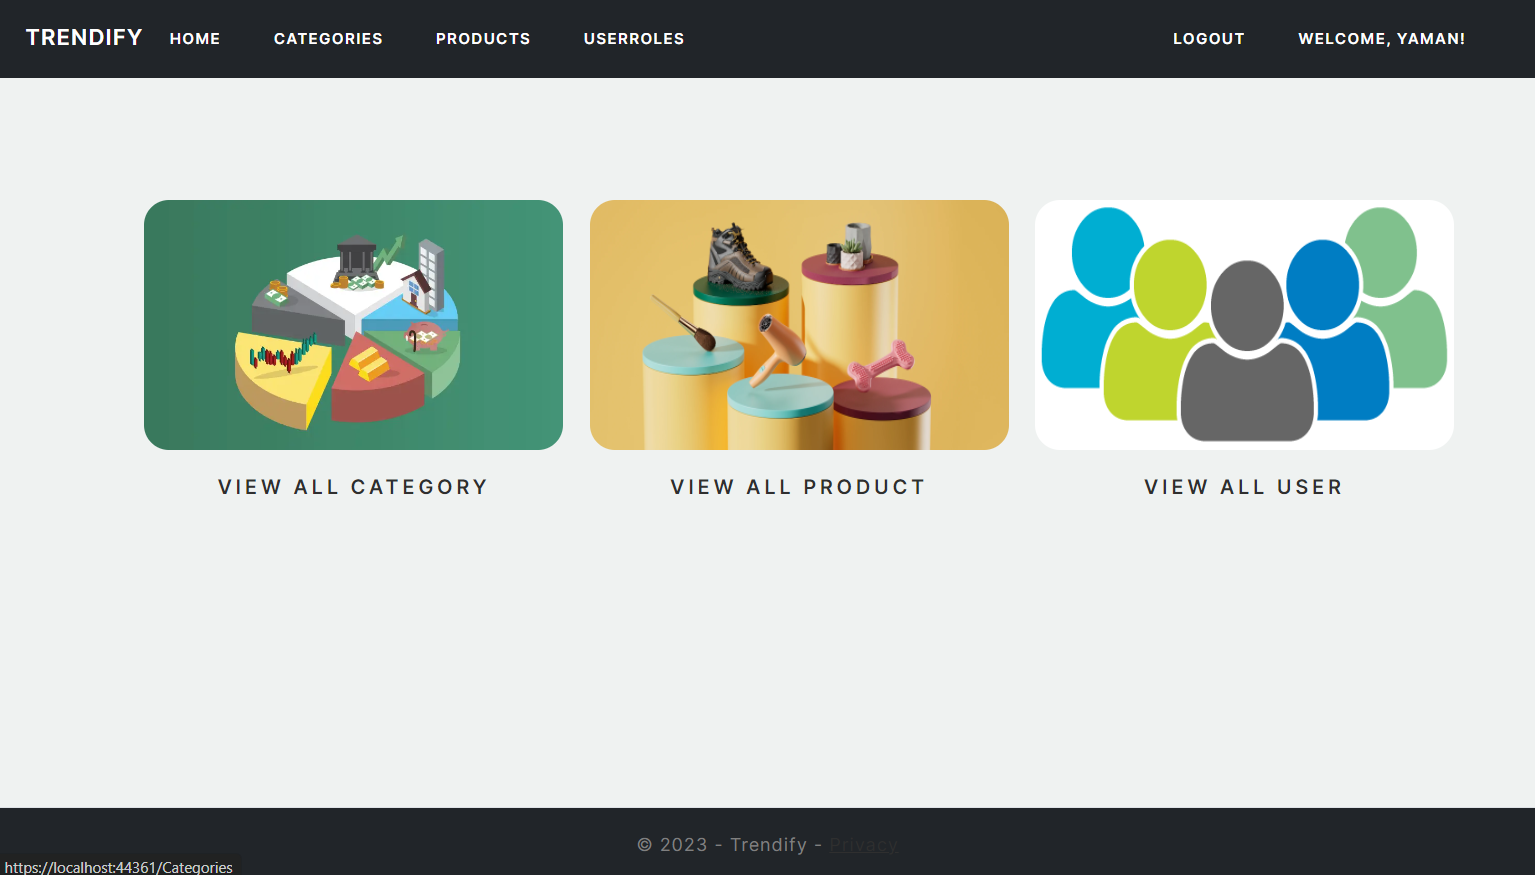 TRENDIFY HOME CATEGORIES PRODUCTS USERROLES LOGOUT WELCOME, YAMAN!
VIEW ALL CATEGORY VIEW ALL PRODUCT VIEW ALL USER
© 2023 - Trendify - Privacy
https://localhost:44361/Categories